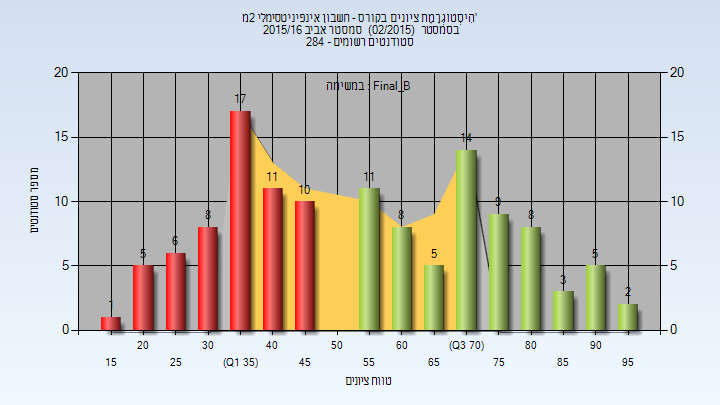 היסטוגרמת ציונים בקורס - חשבון אינפיניטסימלי 2מ'
בסמסטר (02/2015) סמסטר אביב 2015/16
סטודנטים רשומים - 284
במשימה : Final_B
20 20
15 15
10 10
5 5
0 0
מספר סטודנטים
1 5 6 8 17 11 10 11 8 5 14 9 8 3 5 2
20 30 40 50 60 (Q3 70) 80 90
15 25 (Q1 35) 45 55 65 75 85 95
טווח ציונים